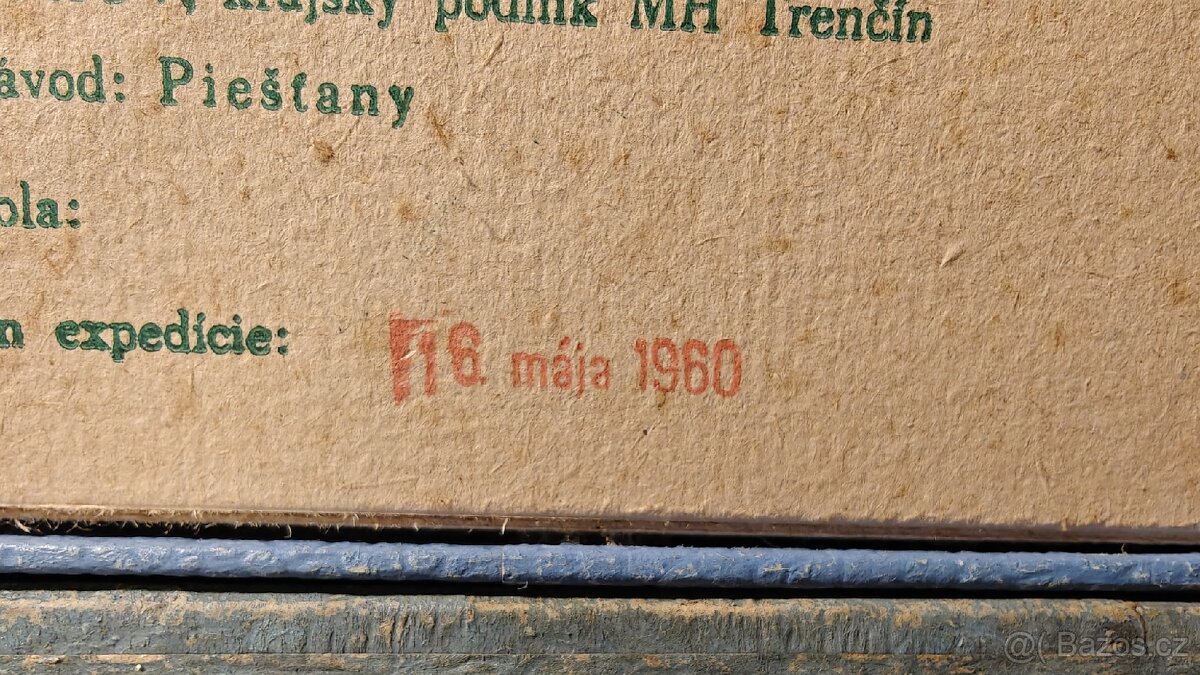 krajský podnik MH Trenčín
ávod: Piešťany
ola:
n expedície:
16. mája 1960
@( Bazos.cz